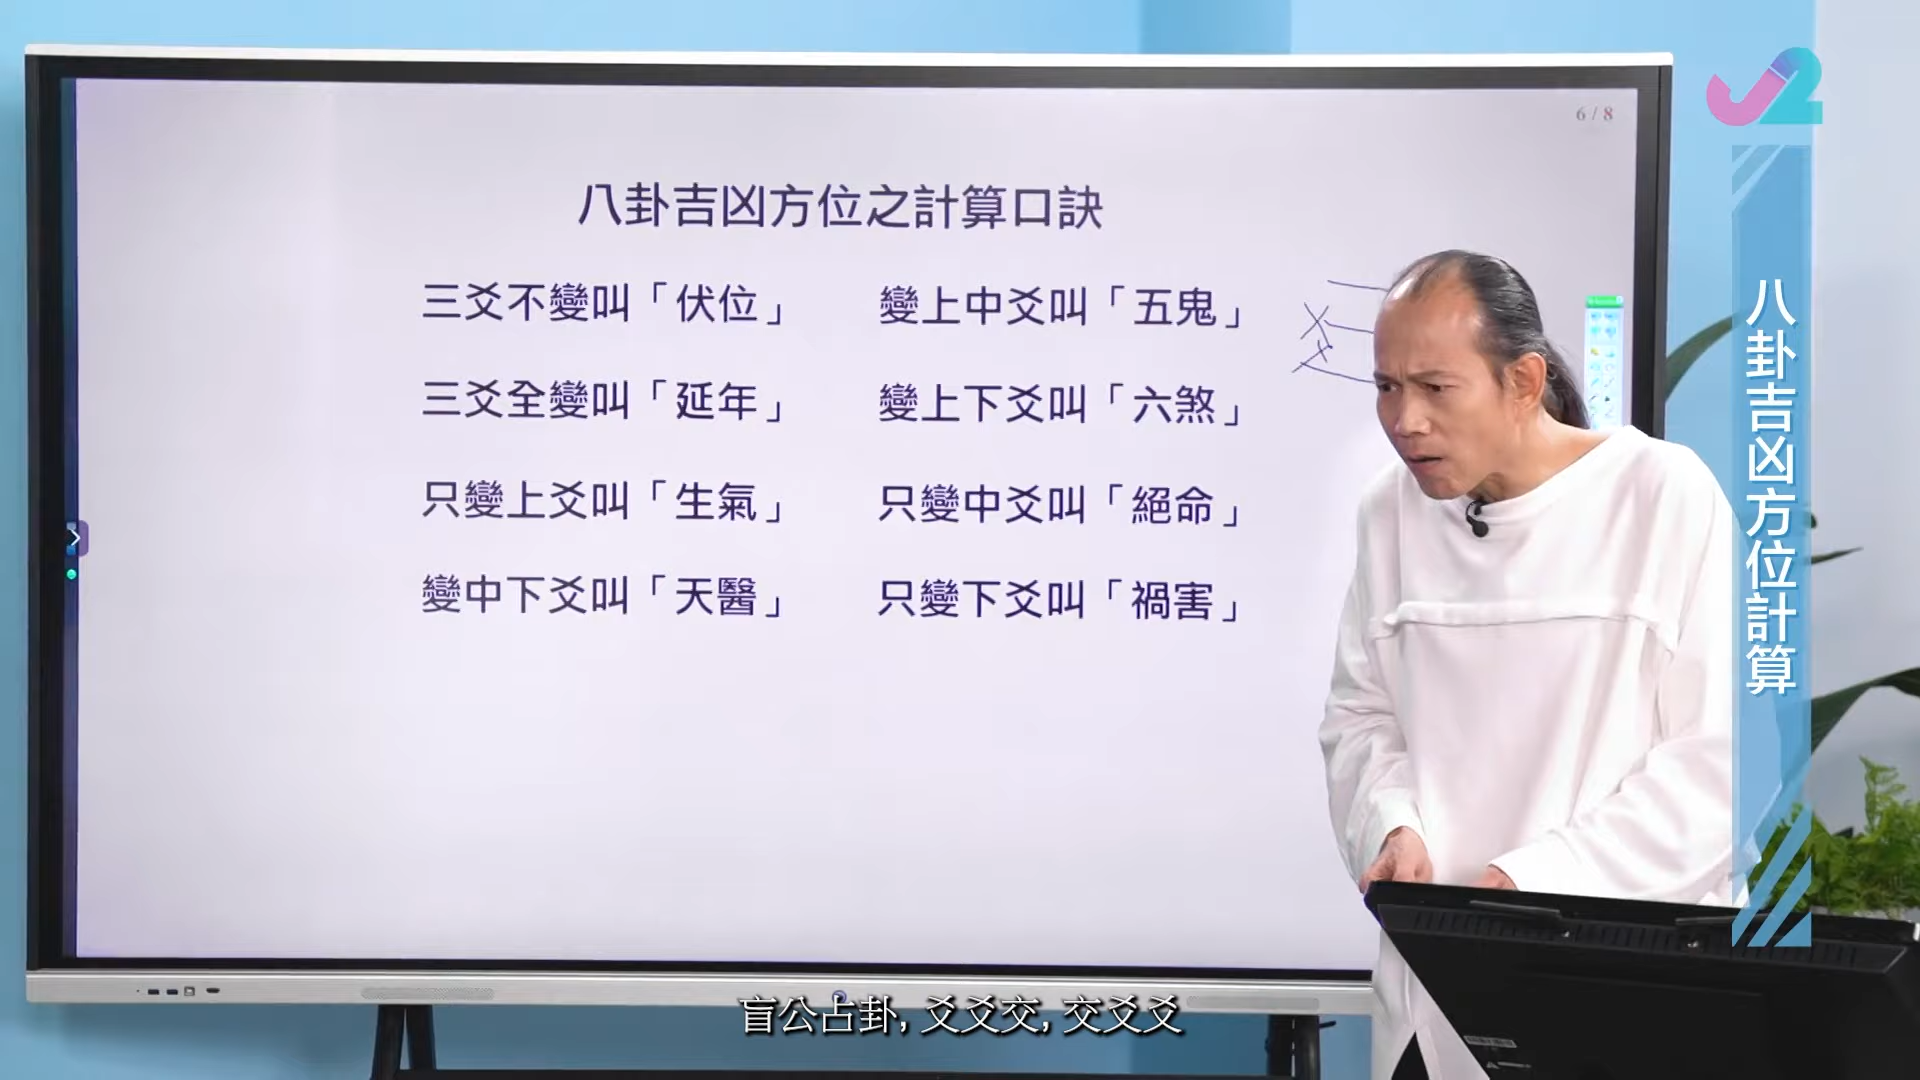 6 / 8
八卦吉凶方位之計算口訣
三爻不變叫「伏位」
變上中爻叫「五鬼」
三爻全變叫「延年」
變上下爻叫「六煞」
只變上爻叫「生氣」
只變中爻叫「絕命」
變中下爻叫「天醫」
只變下爻叫「禍害」
J2
八卦吉凶方位計算
盲公占卦, 爻爻交, 交爻爻